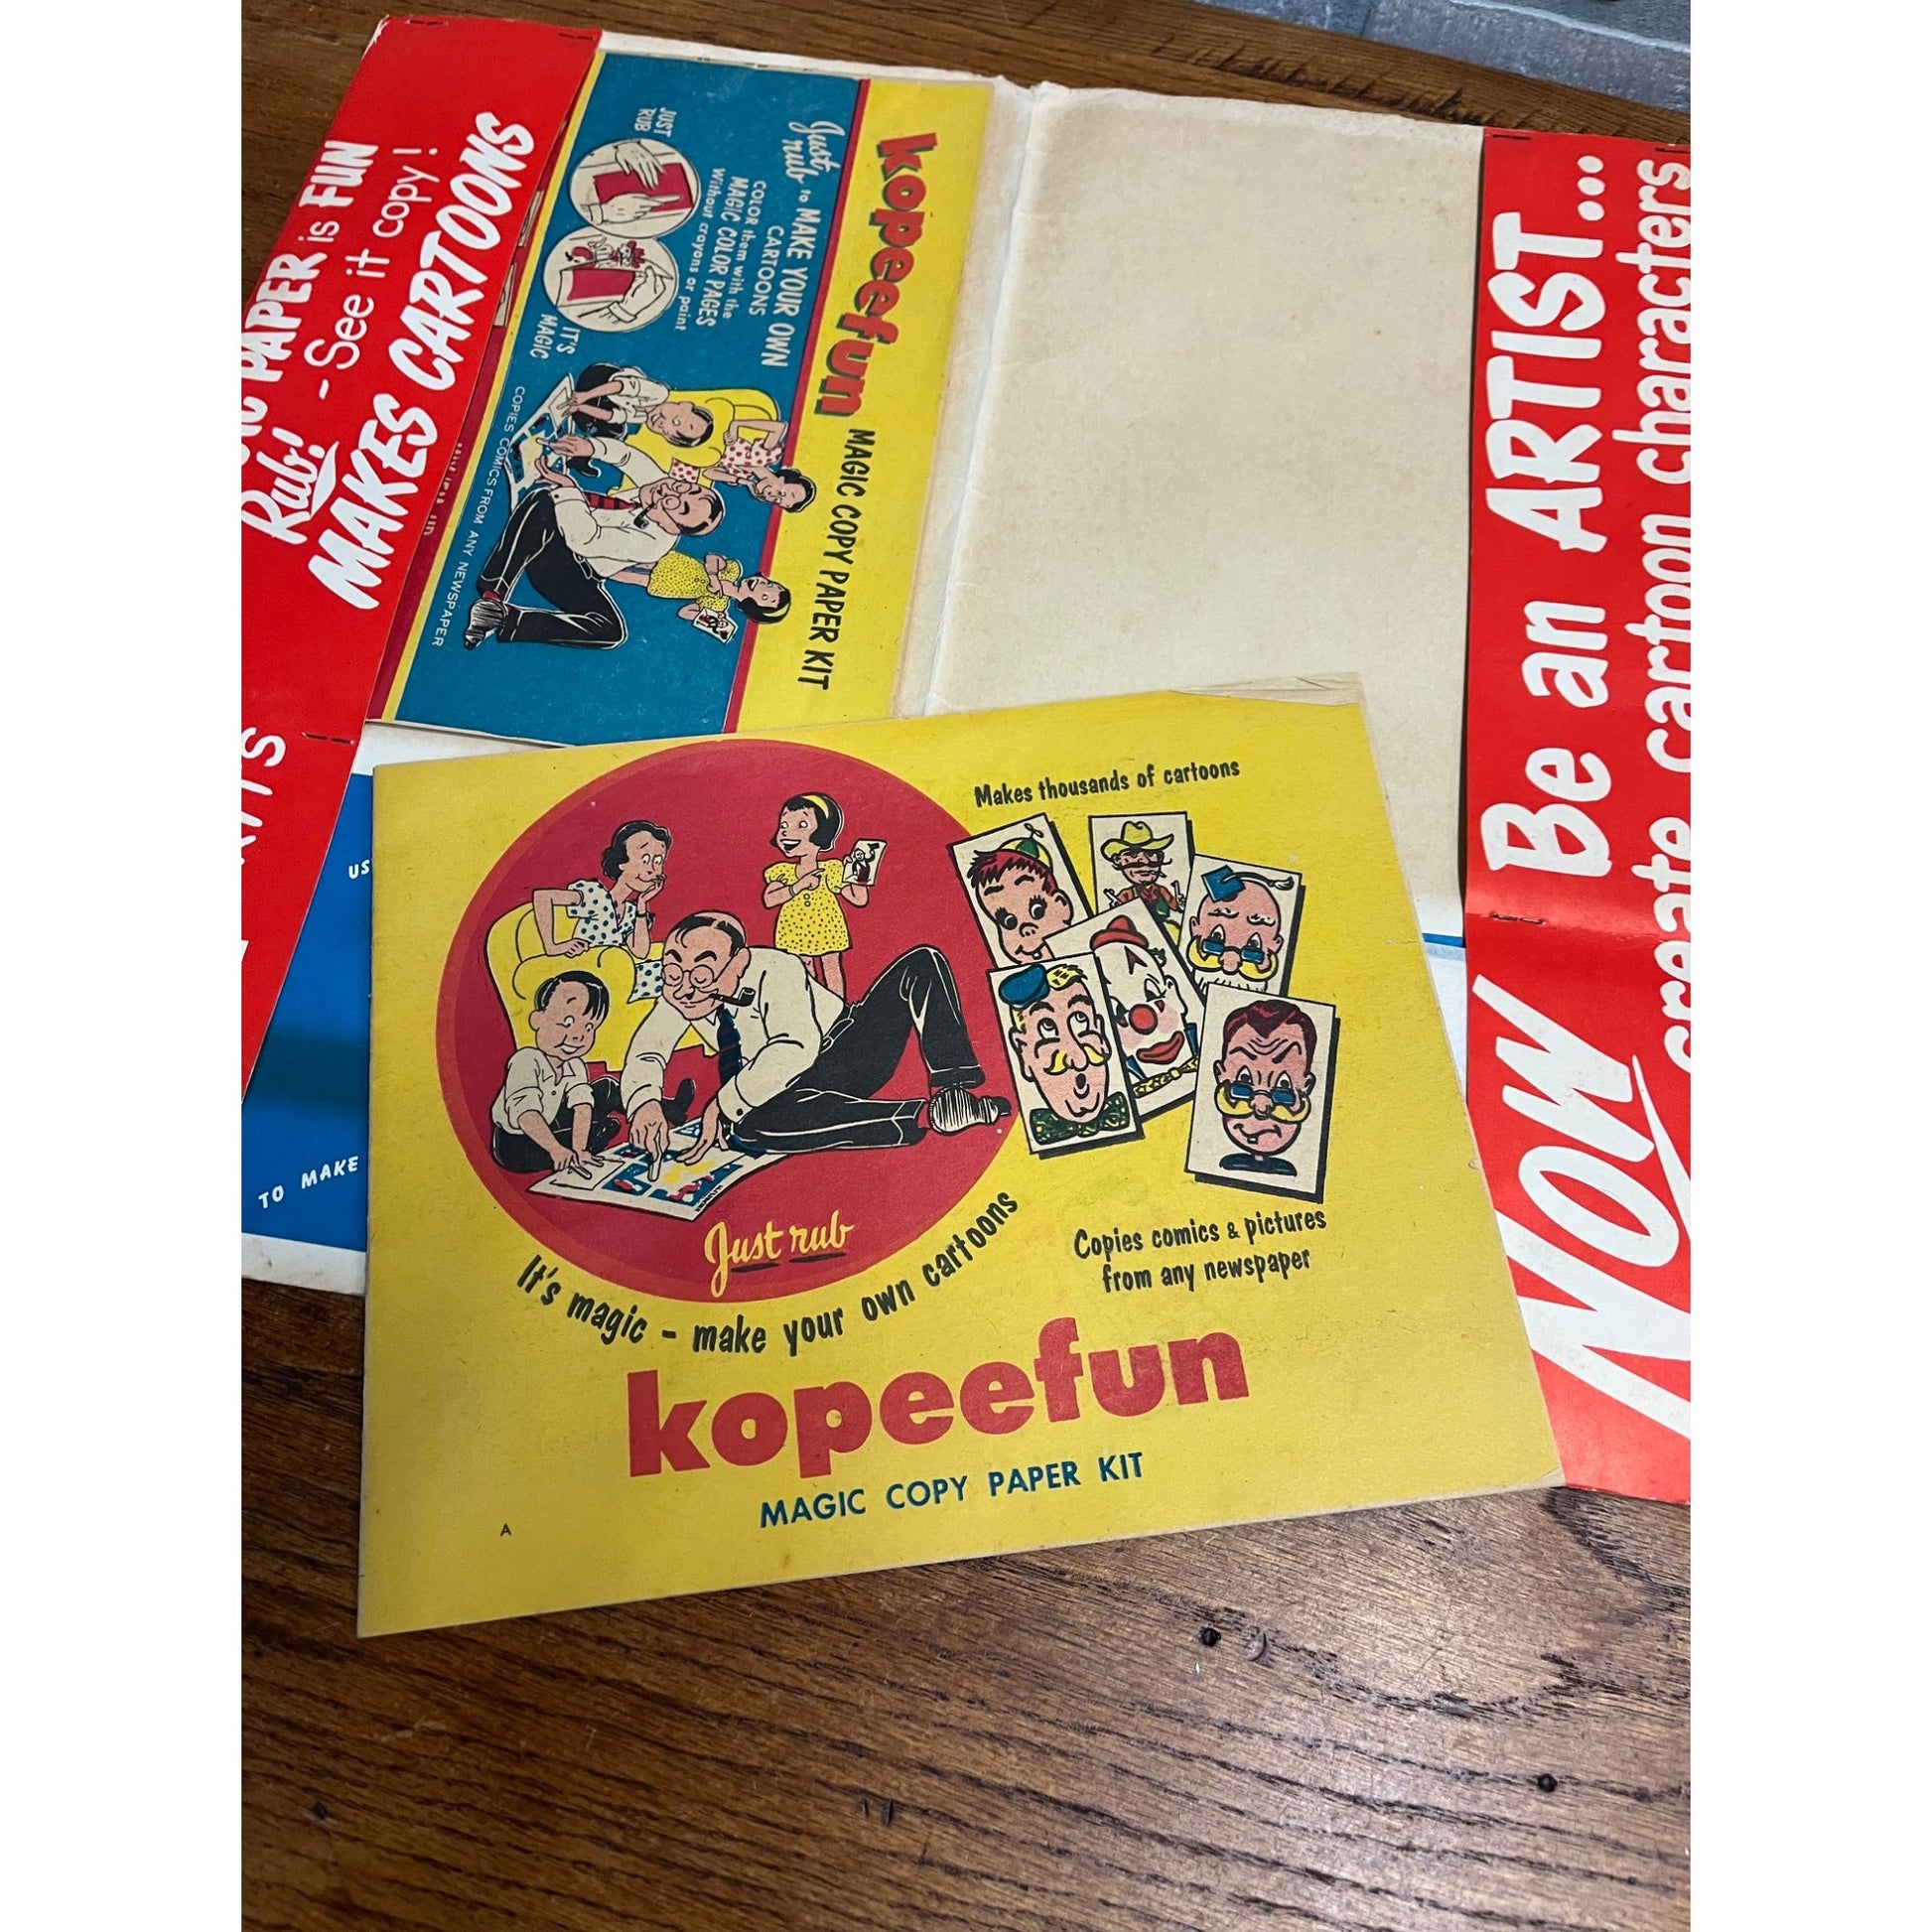 PAPER is FUN
Rub! - See it copy!
MAKES CARTOONS
kopeefun MAGIC COPY PAPER KIT
Just rub to MAKE YOUR OWN
CARTOONS
COLOR them with the
MAGIC COLOR PAGES
Without crayons or paint
JUST
RUB
IT'S
MAGIC
COPIES COMICS FROM ANY NEWSPAPER
NOW Be an ARTIST...
create cartoon characters
US
TO MAKE
Makes thousands of cartoons
Just rub
It's magic - make your own cartoons
Copies comics & pictures
from any newspaper
kopeefun
MAGIC COPY PAPER KIT
A